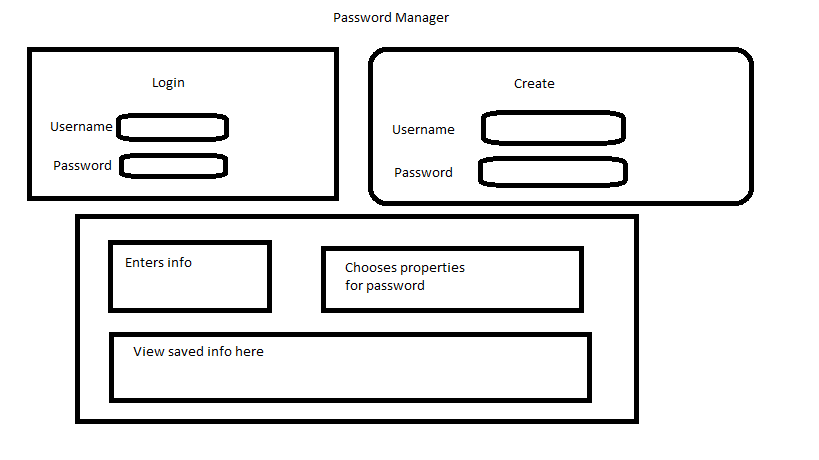 Password Manager
Login
Username
Password
Create
Username
Password
Enters info
Chooses properties
for password
View saved info here